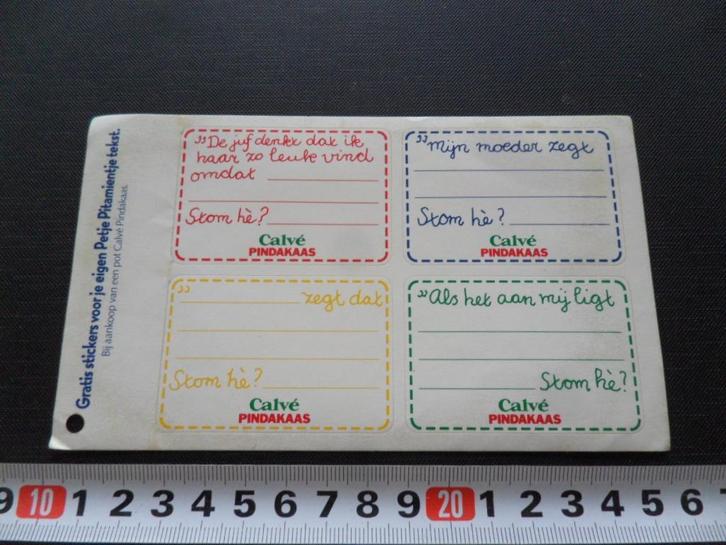 Gratis stickers voor je eigen Petje Pitamientje tekst.
Bij aankoop van een pot Calvé Pindakaas.
"De juf denkt dat ik
haar zo leuk vind
omdat
Stom hè?
Calvé
PINDAKAAS
"Mijn moeder zegt
Stom hè?
Calvé
PINDAKAAS
" zegt dat
Stom hè?
Calvé
PINDAKAAS
"Als het aan mij ligt
Stom hè?
Calvé
PINDAKAAS
9 10 1 2 3 4 5 6 7 8 9 20 1 2 3 4 5 6 7